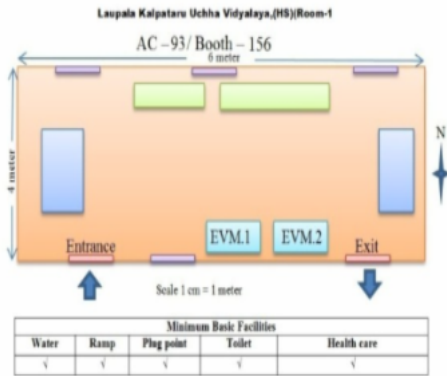 Laupala Kalpataru Uchha Vidyalaya,(HS)(Room-1
AC –93/ Booth – 156
6 meter
4 meter
N
EVM.1 EVM.2
Entrance Exit
Scale 1 cm = 1 meter
Minimum Basic Facilities
Water Ramp Plug point Toilet Health care
√ √ √ √ √